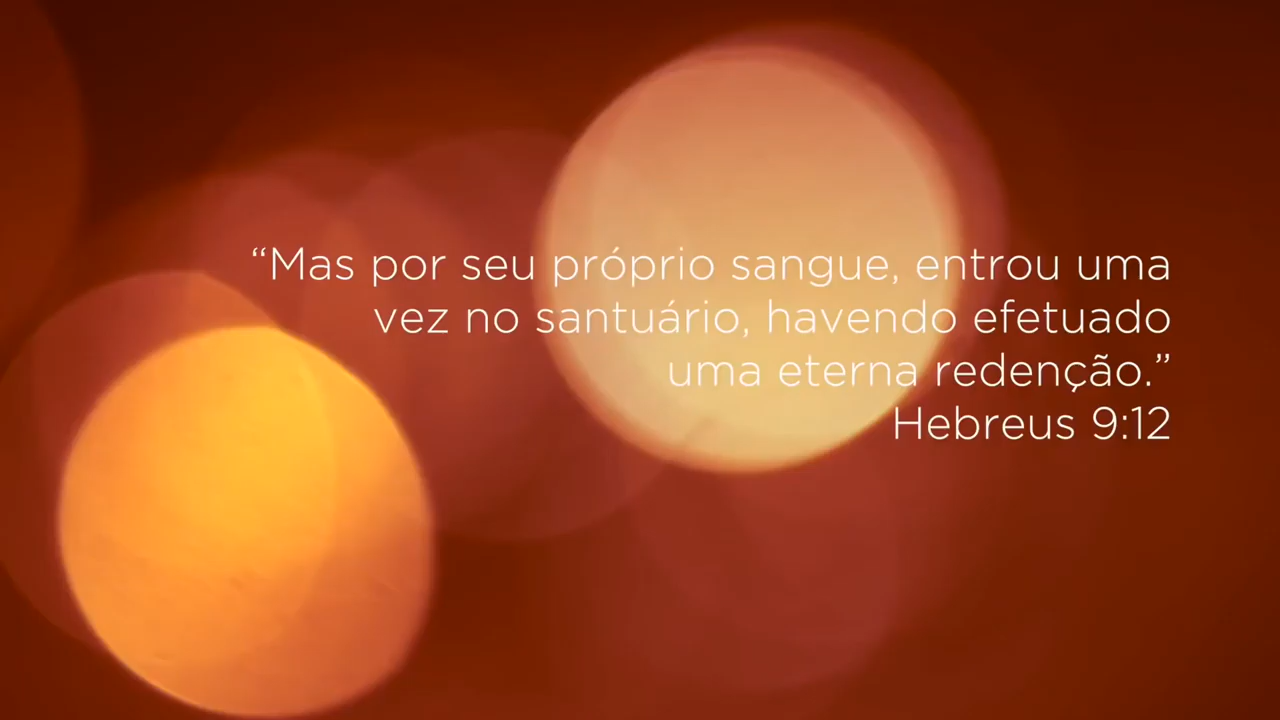 “Mas por seu próprio sangue, entrou uma
vez no santuário, havendo efetuado
uma eterna redenção.”
Hebreus 9:12